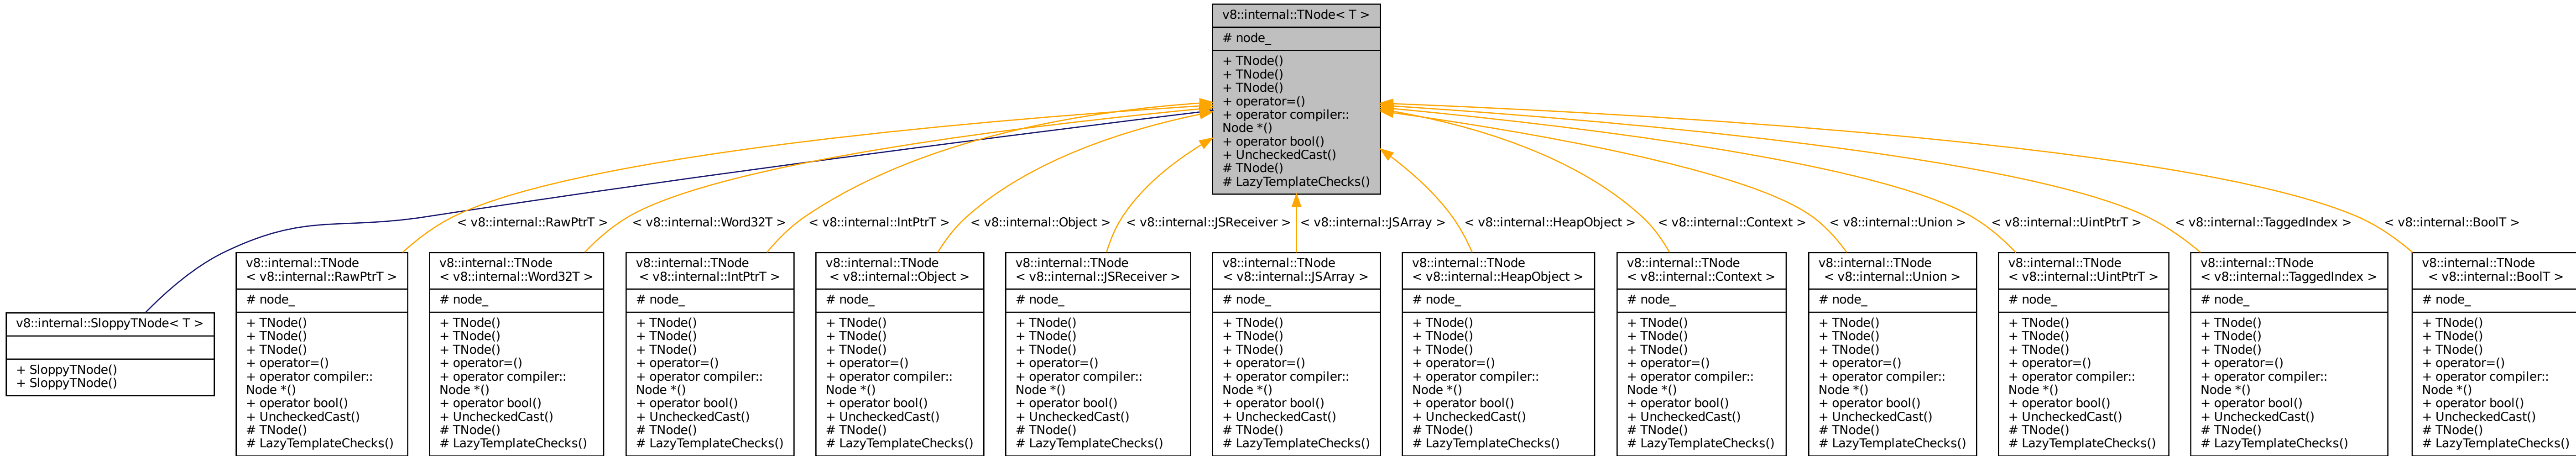 v8::internal::TNode< T >
# node_
+ TNode()
+ TNode()
+ TNode()
+ operator=()
+ operator compiler::
Node *()
+ operator bool()
+ UncheckedCast()
# TNode()
# LazyTemplateChecks()
< v8::internal::RawPtrT >
< v8::internal::Word32T >
< v8::internal::IntPtrT >
< v8::internal::Object >
< v8::internal::JSReceiver >
< v8::internal::JSArray >
< v8::internal::HeapObject >
< v8::internal::Context >
< v8::internal::Union >
< v8::internal::UintPtrT >
< v8::internal::TaggedIndex >
< v8::internal::BoolT >
v8::internal::SloppyTNode< T >
+ SloppyTNode()
+ SloppyTNode()
v8::internal::TNode
< v8::internal::RawPtrT >
# node_
+ TNode()
+ TNode()
+ TNode()
+ operator=()
+ operator compiler::
Node *()
+ operator bool()
+ UncheckedCast()
# TNode()
# LazyTemplateChecks()
v8::internal::TNode
< v8::internal::Word32T >
# node_
+ TNode()
+ TNode()
+ TNode()
+ operator=()
+ operator compiler::
Node *()
+ operator bool()
+ UncheckedCast()
# TNode()
# LazyTemplateChecks()
v8::internal::TNode
< v8::internal::IntPtrT >
# node_
+ TNode()
+ TNode()
+ TNode()
+ operator=()
+ operator compiler::
Node *()
+ operator bool()
+ UncheckedCast()
# TNode()
# LazyTemplateChecks()
v8::internal::TNode
< v8::internal::Object >
# node_
+ TNode()
+ TNode()
+ TNode()
+ operator=()
+ operator compiler::
Node *()
+ operator bool()
+ UncheckedCast()
# TNode()
# LazyTemplateChecks()
v8::internal::TNode
< v8::internal::JSReceiver >
# node_
+ TNode()
+ TNode()
+ TNode()
+ operator=()
+ operator compiler::
Node *()
+ operator bool()
+ UncheckedCast()
# TNode()
# LazyTemplateChecks()
v8::internal::TNode
< v8::internal::JSArray >
# node_
+ TNode()
+ TNode()
+ TNode()
+ operator=()
+ operator compiler::
Node *()
+ operator bool()
+ UncheckedCast()
# TNode()
# LazyTemplateChecks()
v8::internal::TNode
< v8::internal::HeapObject >
# node_
+ TNode()
+ TNode()
+ TNode()
+ operator=()
+ operator compiler::
Node *()
+ operator bool()
+ UncheckedCast()
# TNode()
# LazyTemplateChecks()
v8::internal::TNode
< v8::internal::Context >
# node_
+ TNode()
+ TNode()
+ TNode()
+ operator=()
+ operator compiler::
Node *()
+ operator bool()
+ UncheckedCast()
# TNode()
# LazyTemplateChecks()
v8::internal::TNode
< v8::internal::Union >
# node_
+ TNode()
+ TNode()
+ TNode()
+ operator=()
+ operator compiler::
Node *()
+ operator bool()
+ UncheckedCast()
# TNode()
# LazyTemplateChecks()
v8::internal::TNode
< v8::internal::UintPtrT >
# node_
+ TNode()
+ TNode()
+ TNode()
+ operator=()
+ operator compiler::
Node *()
+ operator bool()
+ UncheckedCast()
# TNode()
# LazyTemplateChecks()
v8::internal::TNode
< v8::internal::TaggedIndex >
# node_
+ TNode()
+ TNode()
+ TNode()
+ operator=()
+ operator compiler::
Node *()
+ operator bool()
+ UncheckedCast()
# TNode()
# LazyTemplateChecks()
v8::internal::TNode
< v8::internal::BoolT >
# node_
+ TNode()
+ TNode()
+ TNode()
+ operator=()
+ operator compiler::
Node *()
+ operator bool()
+ UncheckedCast()
# TNode()
# LazyTemplateChecks()